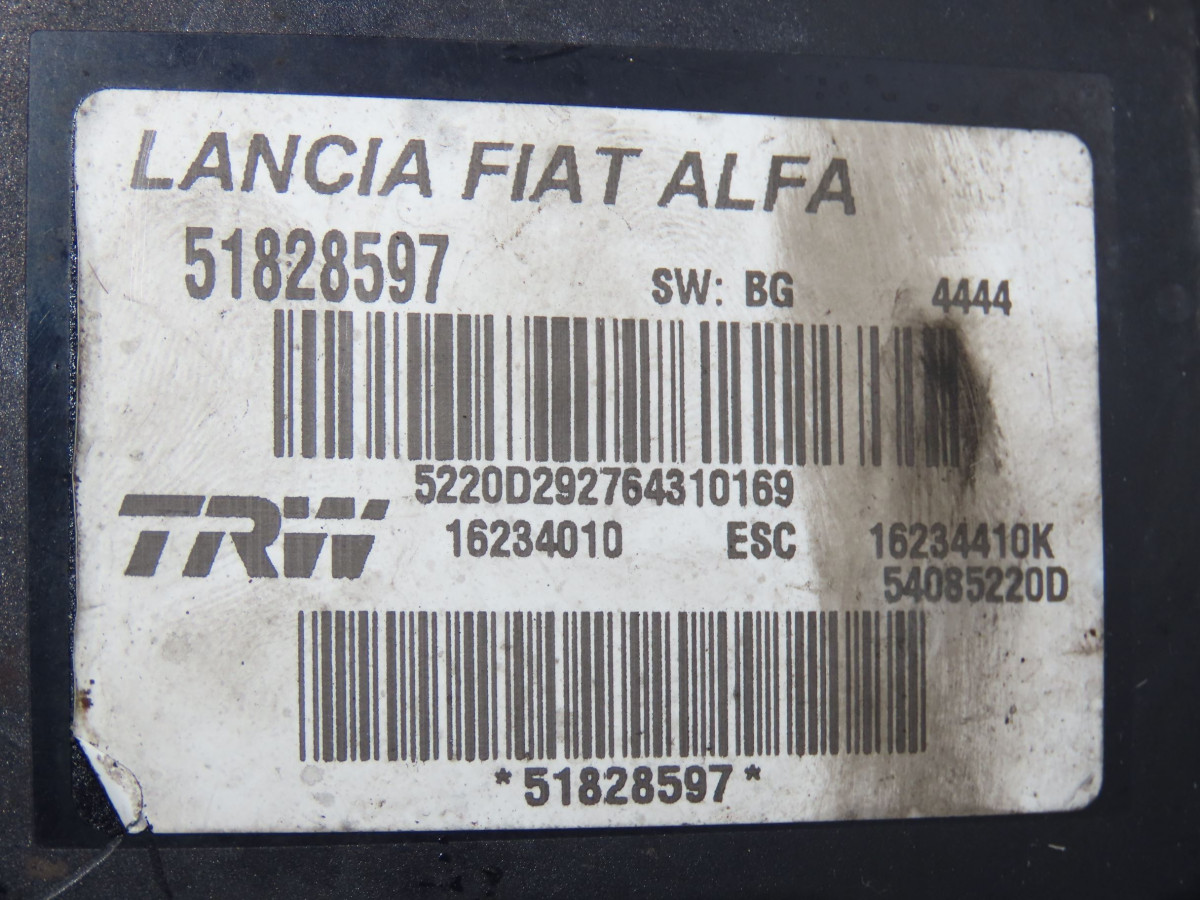 LANCIA FIAT ALFA
51828597 SW: BG 4444
5220D292764310169
TRW 16234010 ESC 16234410K
54085220D
*51828597*